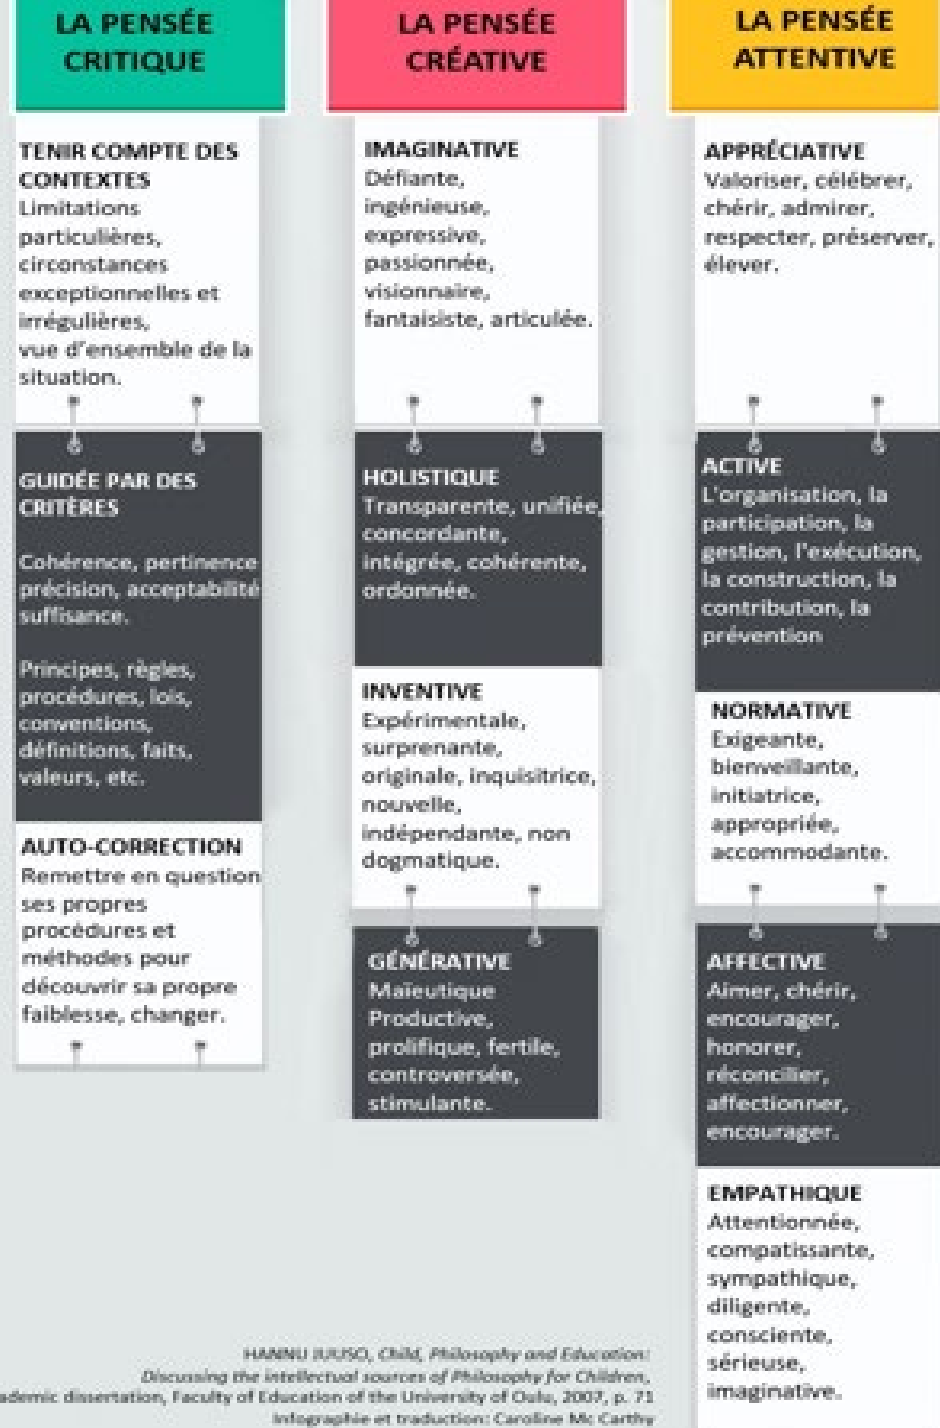 LA PENSÉE
CRITIQUE
TENIR COMPTE DES
CONTEXTES
Limitations
particulières,
circonstances
exceptionnelles et
irrégulières,
vue d'ensemble de la
situation.
GUIDÉE PAR DES
CRITÈRES
Cohérence, pertinence
précision, acceptabilité
suffisance.
Principes, règles,
procédures, lois,
conventions,
définitions, faits,
valeurs, etc.
AUTO-CORRECTION
Remettre en question
ses propres
procédures et
méthodes pour
découvrir sa propre
faiblesse, changer.
LA PENSÉE
CRÉATIVE
IMAGINATIVE
Défiante,
ingénieuse,
expressive,
passionnée,
visionnaire,
fantaisiste, articulée.
HOLISTIQUE
Transparente, unifiée,
concordante,
intégrée, cohérente,
ordonnée.
INVENTIVE
Expérimentale,
surprenante,
originale, inquisitrice,
nouvelle,
indépendante, non
dogmatique.
GÉNÉRATIVE
Maïeutique
Productive,
prolifique, fertile,
controversée,
stimulante.
LA PENSÉE
ATTENTIVE
APPRÉCIATIVE
Valoriser, célébrer,
chérir, admirer,
respecter, préserver,
élever.
ACTIVE
L'organisation, la
participation, la
gestion, l'exécution,
la construction, la
contribution, la
prévention
NORMATIVE
Exigeante,
bienveillante,
initiatrice,
appropriée,
accommodante.
AFFECTIVE
Aimer, chérir,
encourager,
honorer,
réconcilier,
affectionner,
encourager.
EMPATHIQUE
Attentionnée,
compatissante,
sympathique,
diligente,
consciente,
sérieuse,
imaginative.
HANNU JUUSO, Child, Philosophy and Education:
Discussing the intellectual sources of Philosophy for Children,
ademic dissertation, Faculty of Education of the University of Oulu, 2007, p. 71
Infographie et traduction: Caroline Mc Carthy